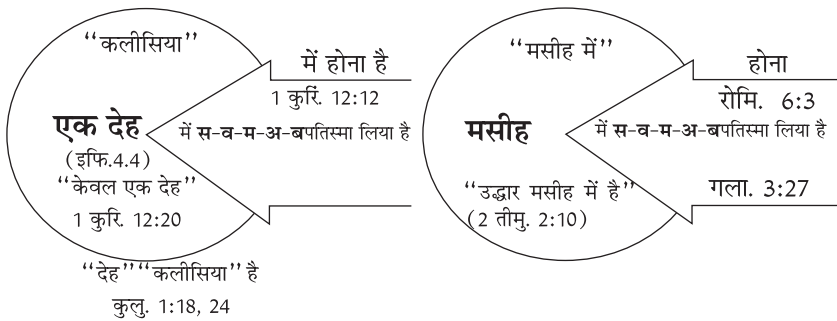 “कलीसिया”
में होना है
1 कुरिं. 12:12
एक देह
में स-व-म-अ-बपतिस्मा लिया है
(इफि.4.4)
“केवल एक देह”
1 कुरि. 12:20
“देह” “कलीसिया” है
कुलु. 1:18, 24
“मसीह में”
होना
रोमि. 6:3
मसीह
में स-व-म-अ-बपतिस्मा लिया है
“उद्धार मसीह में है”
(2 तीमु. 2:10)
गला. 3:27